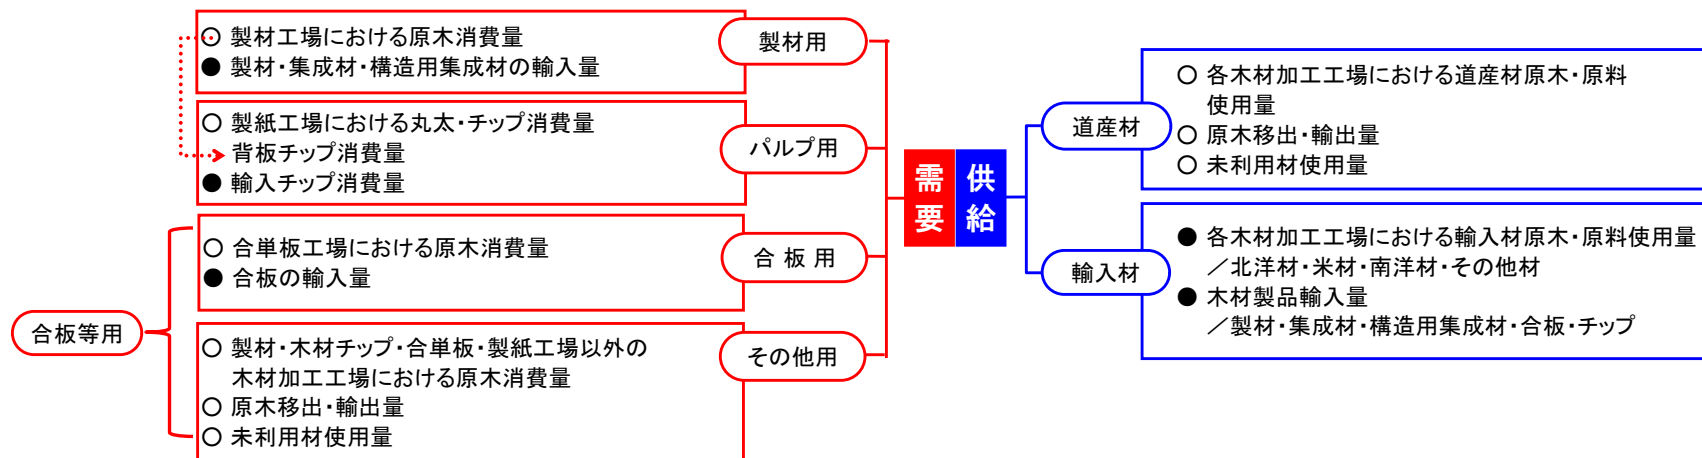 ○ 製材工場における原木消費量
● 製材・集成材・構造用集成材の輸入量
製材用
○ 製紙工場における丸太・チップ消費量
背板チップ消費量
● 輸入チップ消費量
パルプ用
○ 合単板工場における原木消費量
● 合板の輸入量
合 板 用
合板等用
○ 製材・木材チップ・合単板・製紙工場以外の
木材加工工場における原木消費量
○ 原木移出・輸出量
○ 未利用材使用量
その他用
需要
供給
道産材
○ 各木材加工工場における道産材原木・原料
使用量
○ 原木移出・輸出量
○ 未利用材使用量
輸入材
● 各木材加工工場における輸入材原木・原料使用量
／北洋材・米材・南洋材・その他材
● 木材製品輸入量
／製材・集成材・構造用集成材・合板・チップ